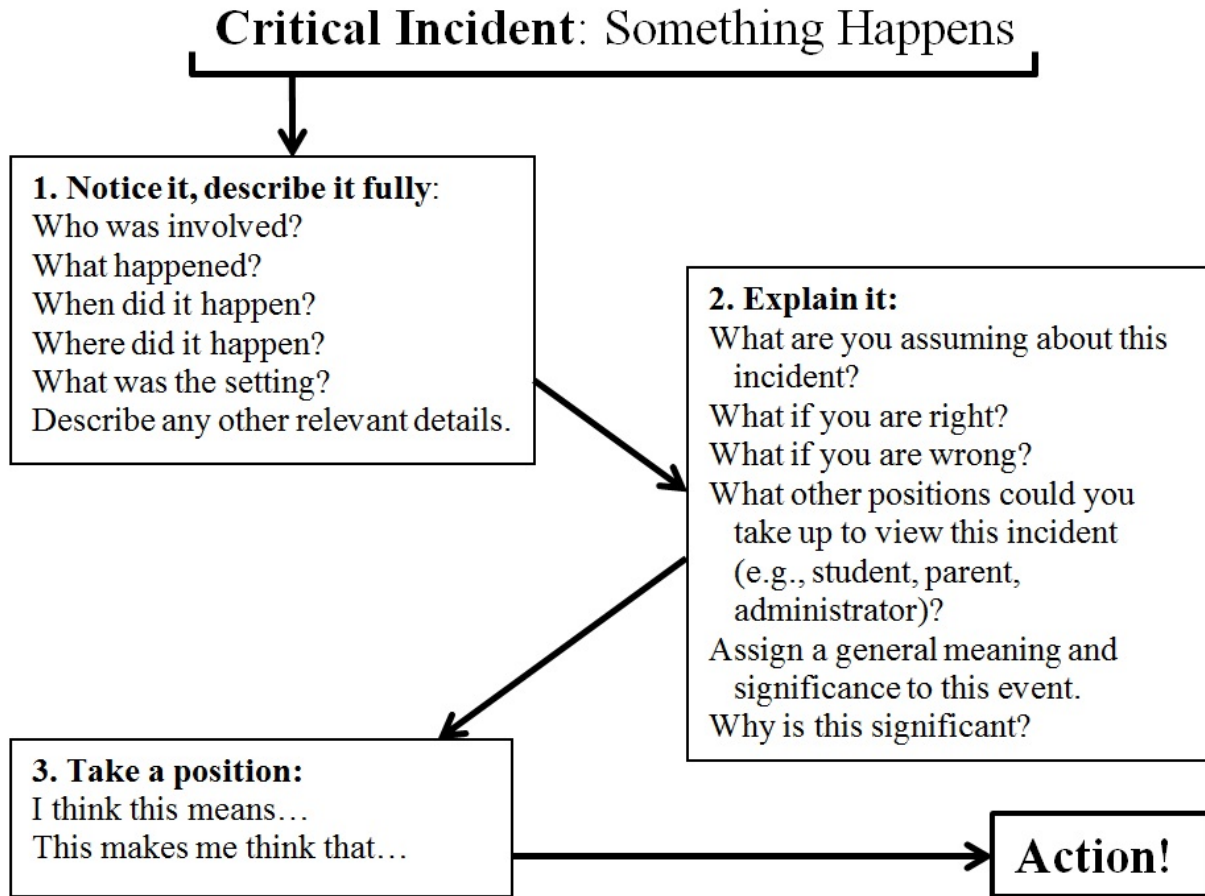 Critical Incident: Something Happens
1. Notice it, describe it fully:
Who was involved?
What happened?
When did it happen?
Where did it happen?
What was the setting?
Describe any other relevant details.
2. Explain it:
What are you assuming about this
incident?
What if you are right?
What if you are wrong?
What other positions could you
take up to view this incident
(e.g., student, parent,
administrator)?
Assign a general meaning and
significance to this event.
Why is this significant?
3. Take a position:
I think this means…
This makes me think that…
Action!